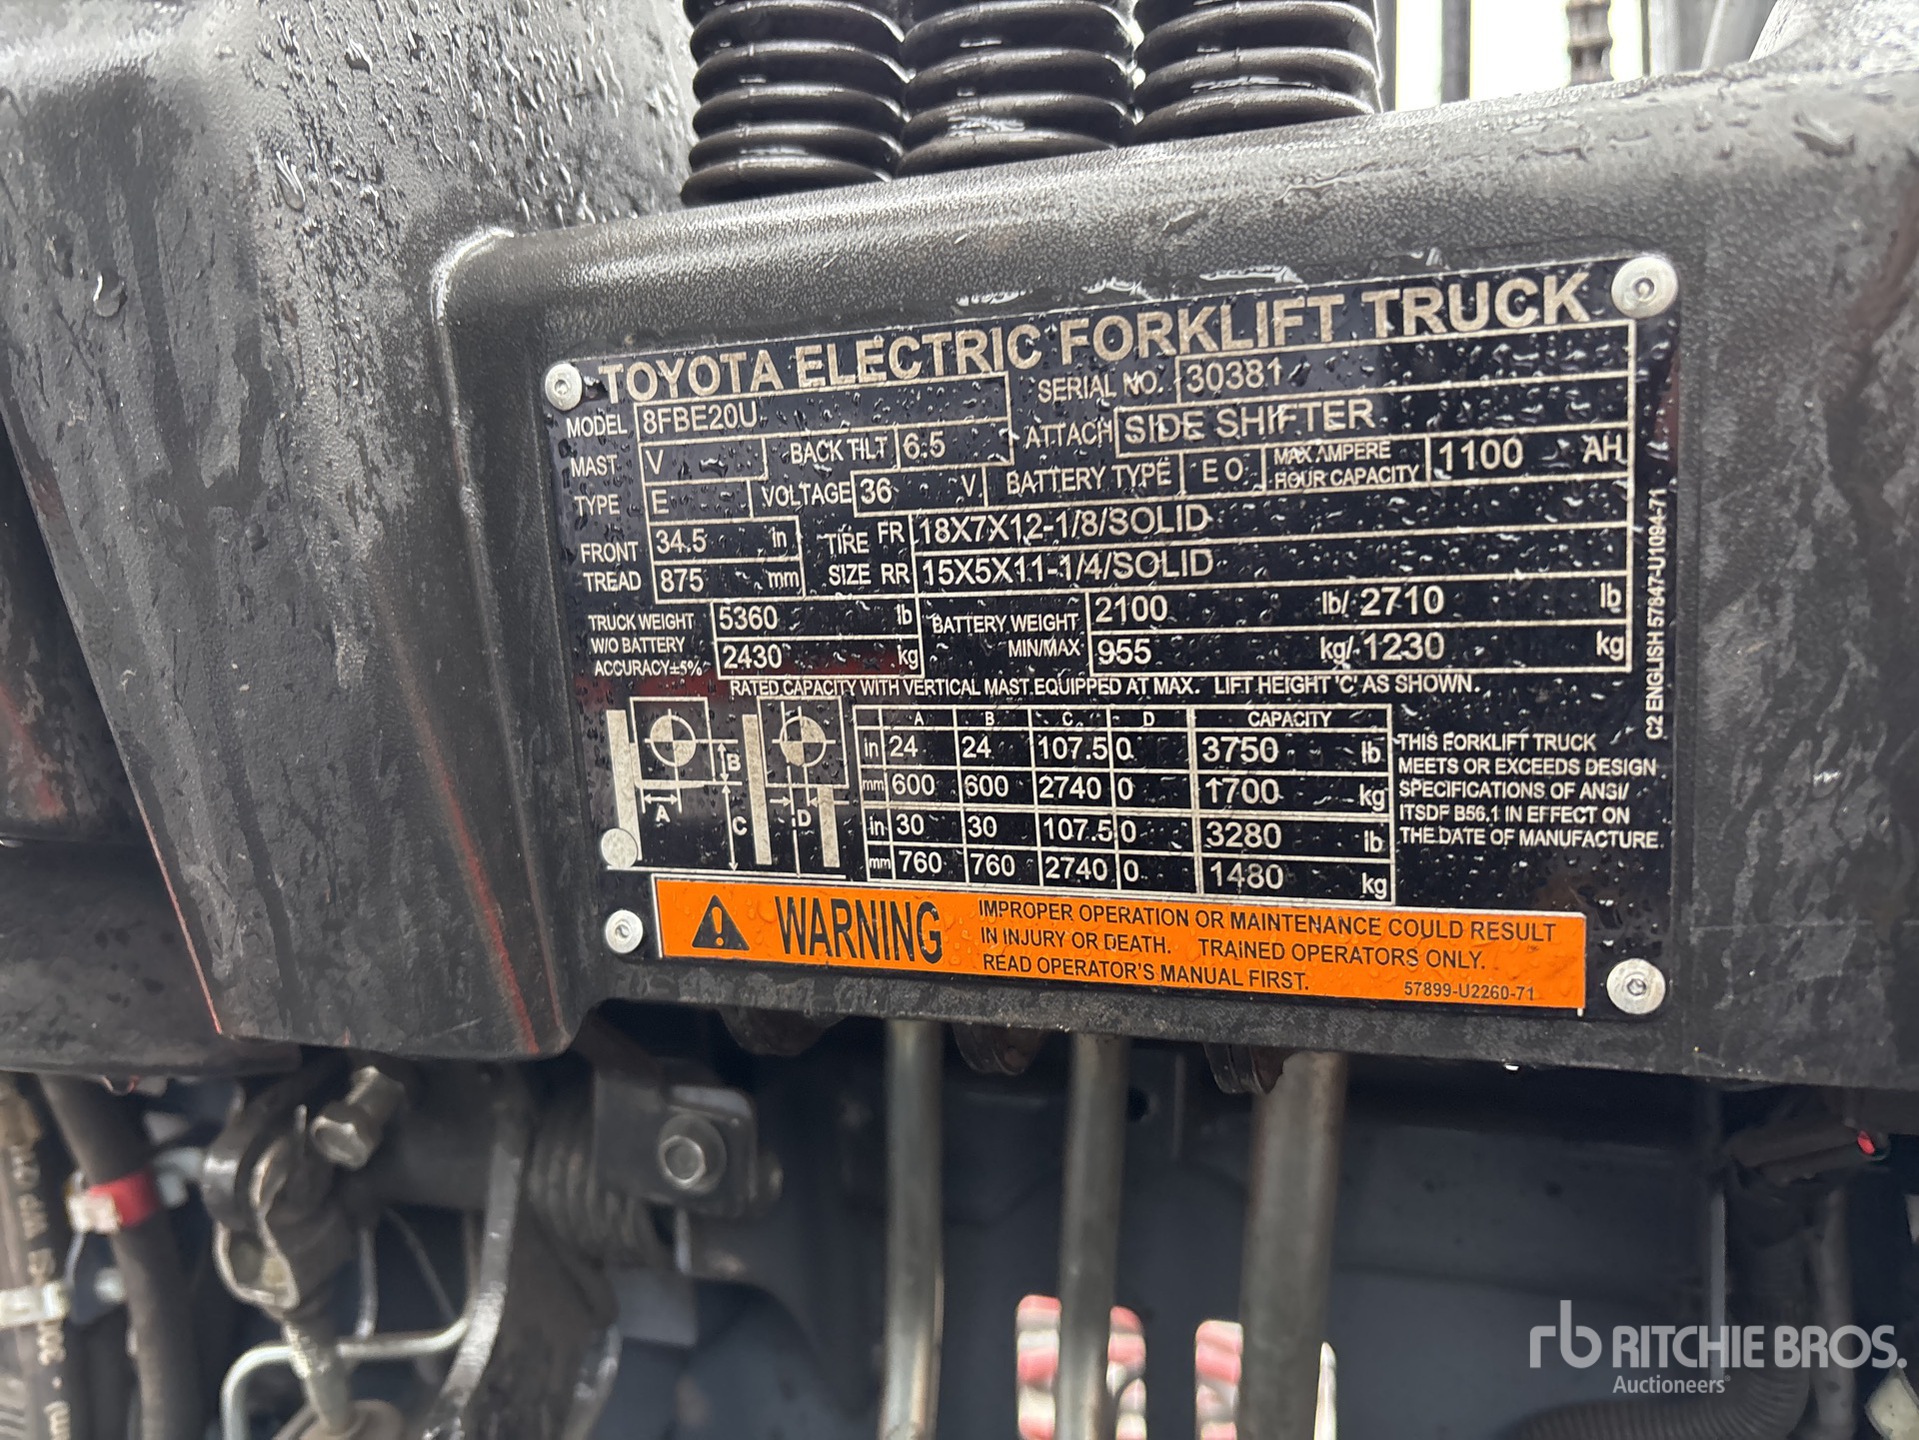 TOYOTA ELECTRIC FORKLIFT TRUCK
MODEL 8FBE20U SERIAL NO. 30381
MAST V BACK TILT 6.5 ATTACH SIDE SHIFTER
TYPE E VOLTAGE 36 V BATTERY TYPE E O MAX AMPERE HOUR CAPACITY 1100 AH
FRONT TREAD 34.5 in TIRE SIZE FR 18X7X12-1/8/SOLID
875 mm RR 15X5X11-1/4/SOLID
TRUCK WEIGHT 5360 lb BATTERY WEIGHT 2100 lb/ 2710 lb
W/O BATTERY
ACCURACY±5% 2430 kg MIN/MAX 955 kg/ 1230 kg
RATED CAPACITY WITH VERTICAL MAST EQUIPPED AT MAX. LIFT HEIGHT 'C' AS SHOWN.
A B C D CAPACITY
in 24 24 107.5 0 3750 lb
mm 600 600 2740 0 1700 kg
in 30 30 107.5 0 3280 lb
mm 760 760 2740 0 1480 kg
B
A
C
D
THIS FORKLIFT TRUCK
MEETS OR EXCEEDS DESIGN
SPECIFICATIONS OF ANSI/
ITSDF B56.1 IN EFFECT ON
THE DATE OF MANUFACTURE.
C2 ENGLISH 57847-U1094-71
WARNING
IMPROPER OPERATION OR MAINTENANCE COULD RESULT
IN INJURY OR DEATH. TRAINED OPERATORS ONLY.
READ OPERATOR'S MANUAL FIRST.
57899-U2260-71
rb RITCHIE BROS.
Auctioneers